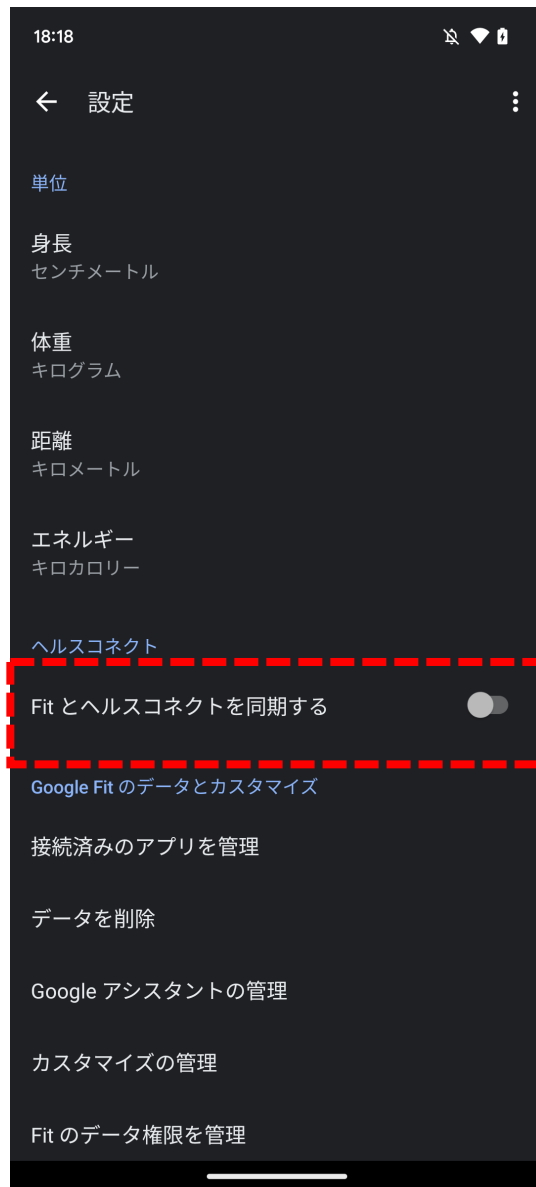 18:18
設定
単位
身長
センチメートル
体重
キログラム
距離
キロメートル
エネルギー
キロカロリー
ヘルスコネクト
Fit とヘルスコネクトを同期する
Google Fit のデータとカスタマイズ
接続済みのアプリを管理
データを削除
Google アシスタントの管理
カスタマイズの管理
Fit のデータ権限を管理